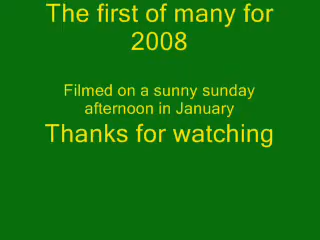 The first of many for
2008
Filmed on a sunny sunday
afternoon in January
Thanks for watching